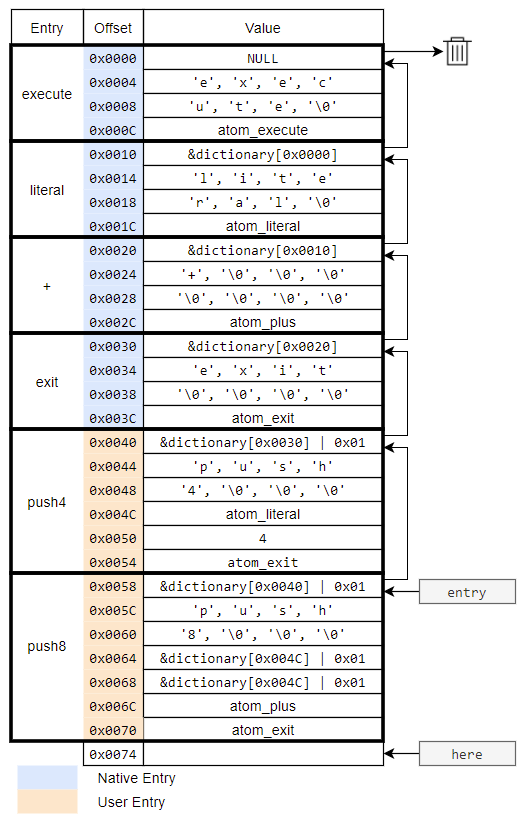 Entry Offset Value
0x0000 NULL
0x0004 'e', 'x', 'e', 'c'
execute
0x0008 'u', 't', 'e', '\0'
0x000C atom_execute
0x0010 &dictionary[0x0000]
0x0014 'l', 'i', 't', 'e'
literal
0x0018 'r', 'a', 'l', '\0'
0x001C atom_literal
0x0020 &dictionary[0x0010]
0x0024 '+', '\0', '\0', '\0'
+
0x0028 '\0', '\0', '\0', '\0'
0x002C atom_plus
0x0030 &dictionary[0x0020]
0x0034 'e', 'x', 'i', 't'
exit
0x0038 '\0', '\0', '\0', '\0'
0x003C atom_exit
0x0040 &dictionary[0x0030] | 0x01
0x0044 'p', 'u', 's', 'h'
0x0048 '4', '\0', '\0', '\0'
push4
0x004C atom_literal
0x0050 4
0x0054 atom_exit
0x0058 &dictionary[0x0040] | 0x01 entry
0x005C 'p', 'u', 's', 'h'
0x0060 '8', '\0', '\0', '\0'
push8
0x0064 &dictionary[0x004C] | 0x01
0x0068 &dictionary[0x004C] | 0x01
0x006C atom_plus
0x0070 atom_exit
0x0074 here
Native Entry
User Entry